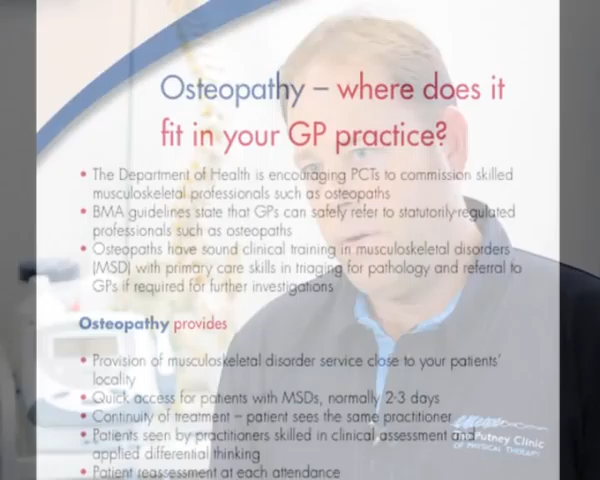 Osteopathy – where does it
fit in your GP practice?
• The Department of Health is encouraging PCTs to commission skilled
musculoskeletal professionals such as osteopaths
• BMA guidelines state that GPs can safely refer to statutorily-regulated
professionals such as osteopaths
• Osteopaths have sound clinical training in musculoskeletal disorders
(MSD) with primary care skills in triaging for pathology and referral to
GPs if required for further investigations
Osteopathy provides
• Provision of musculoskeletal disorder service close to your patients'
locality
• Quick access for patients with MSDs, normally 2-3 days
• Continuity of treatment – patient sees the same practitioner
• Patients seen by practitioners skilled in clinical assessment and
applied differential thinking
• Patient reassessment at each attendance
Putney Clinic
OF PHYSICAL THERAPY